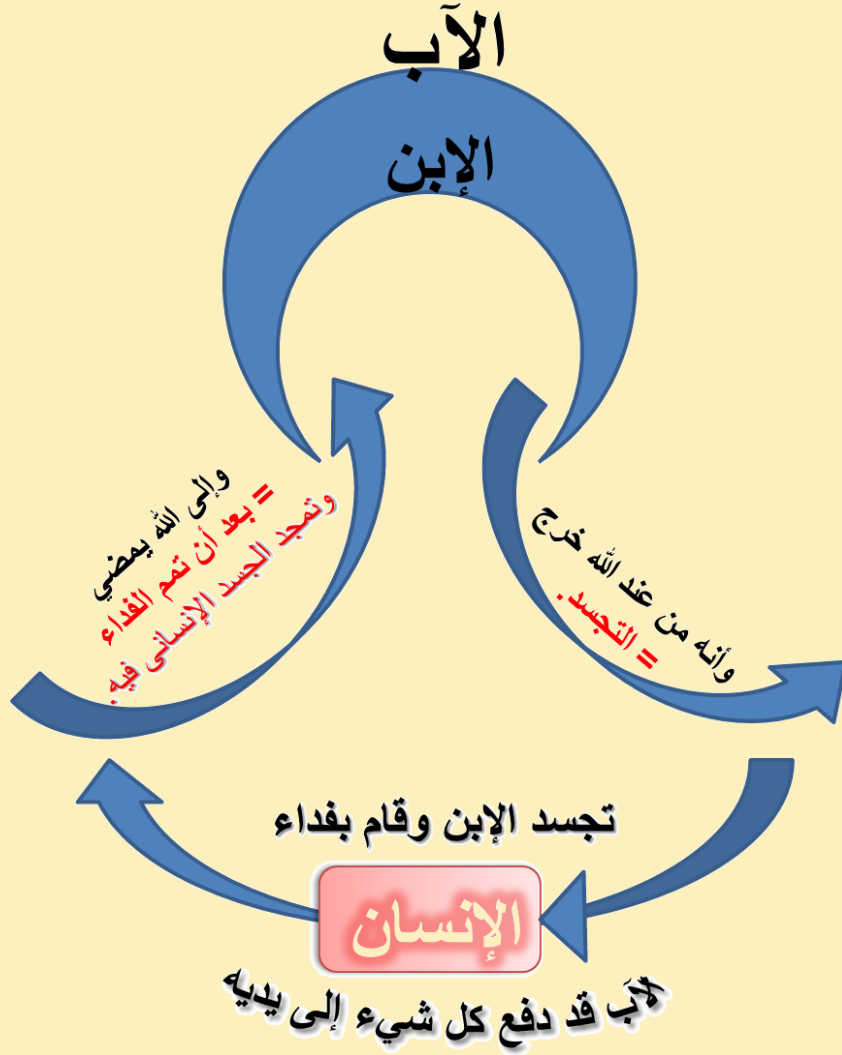 الآب
الإبن
وأنه من عند الله خرج
= التجسد.
وإلى الله يمضي
= بعد أن تمم الفداء
وتمجد الجسد الإنسانى فيه.
تجسد الإبن وقام بفداء
الإنسان
الآب قد دفع كل شيء إلى يديه